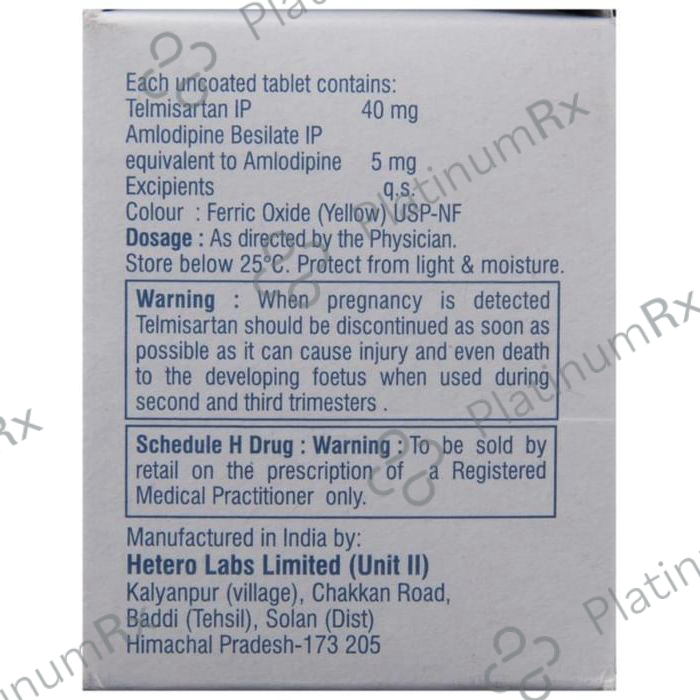 Each uncoated tablet contains:
Telmisartan IP 40 mg
Amlodipine Besilate IP
equivalent to Amlodipine 5 mg
Excipients q.s.
Colour : Ferric Oxide (Yellow) USP-NF
Dosage : As directed by the Physician.
Store below 25°C. Protect from light & moisture.
Warning : When pregnancy is detected
Telmisartan should be discontinued as soon as
possible as it can cause injury and even death
to the developing foetus when used during
second and third trimesters .
Schedule H Drug : Warning : To be sold by
retail on the prescription of a Registered
Medical Practitioner only.
Manufactured in India by:
Hetero Labs Limited (Unit II)
Kalyanpur (village), Chakkan Road,
Baddi (Tehsil), Solan (Dist)
Himachal Pradesh-173 205
PlatinumRx
PlatinumRx